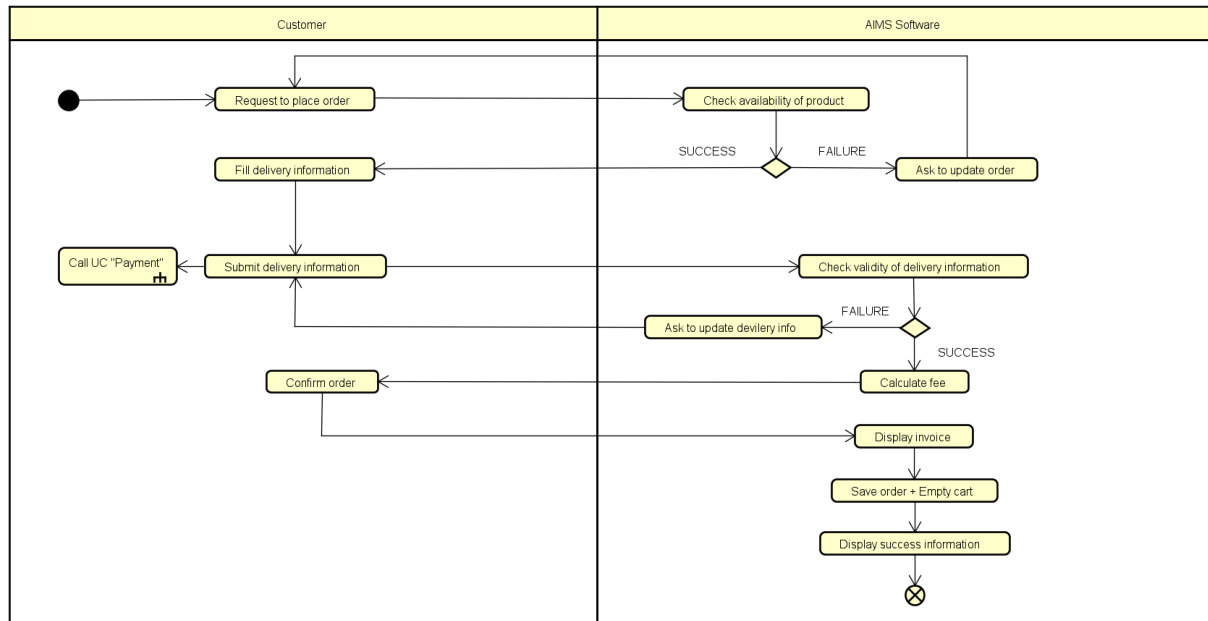 Customer
AIMS Software
Request to place order
Check availability of product
SUCCESS
FAILURE
Fill delivery information
Ask to update order
Call UC "Payment"
Submit delivery information
Check validity of delivery information
FAILURE
Ask to update devilery info
SUCCESS
Confirm order
Calculate fee
Display invoice
Save order + Empty cart
Display success information